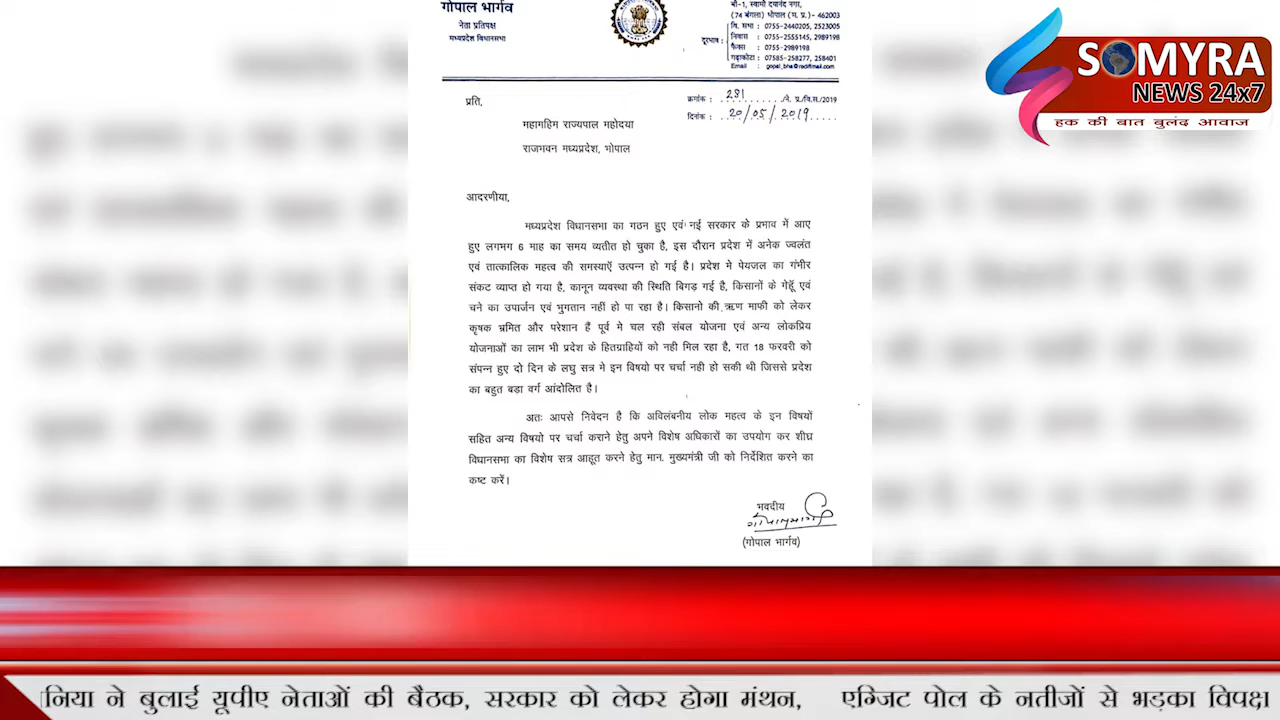 गोपाल भार्गव
नेता प्रतिपक्ष
मध्यप्रदेश विधानसभा
बी-1, स्वामी दयानंद नगर,
(74 बंगला) भोपाल (म. प्र.) - 462003
दूरभाष :
वि. सभा : 0755-2440205, 2523005
निवास : 0755-2555145, 2989198
फैक्स : 0755-2989198
गढ़ाकोटा : 07585-258277, 258401
Email : gopal_bha@rediffmail.com
क्रमांक : 281 /नि. प्र./वि.स./2019
दिनांक : 20/05/2019
प्रति,
महामहिम राज्यपाल महोदया
राजभवन मध्यप्रदेश, भोपाल
आदरणीया,
मध्यप्रदेश विधानसभा का गठन हुए एवं नई सरकार के प्रभाव में आए
हुए लगभग 6 माह का समय व्यतीत हो चुका है, इस दौरान प्रदेश में अनेक ज्वलंत
एवं तात्कालिक महत्व की समस्याऐं उत्पन्न हो गई है। प्रदेश मे पेयजल का गंभीर
संकट व्याप्त हो गया है, कानून व्यवस्था की स्थिति बिगड़ गई है, किसानों के गेहूँ एवं
चने का उपार्जन एवं भुगतान नहीं हो पा रहा है। किसानो की ऋण माफी को लेकर
कृषक भ्रमित और परेशान हैं पूर्व मे चल रही संबल योजना एवं अन्य लोकप्रिय
योजनाओं का लाभ भी प्रदेश के हितग्राहियों को नही मिल रहा है, गत 18 फरवरी को
संपन्न हुए दो दिन के लघु सत्र मे इन विषयो पर चर्चा नही हो सकी थी जिससे प्रदेश
का बहुत बडा वर्ग आंदोलित है।
अतः आपसे निवेदन है कि अविलंबनीय लोक महत्व के इन विषयों
सहित अन्य विषयो पर चर्चा कराने हेतु अपने विशेष अधिकारों का उपयोग कर शीघ्र
विधानसभा का विशेष सत्र आहूत करने हेतु मान. मुख्यमंत्री जी को निर्देशित करने का
कष्ट करें।
भवदीय
(गोपाल भार्गव)
SOMYRA
NEWS 24x7
हक की बात बुलंद आवाज
निया ने बुलाई यूपीए नेताओं की बैठक, सरकार को लेकर होगा मंथन, एग्जिट पोल के नतीजों से भड़का विपक्ष